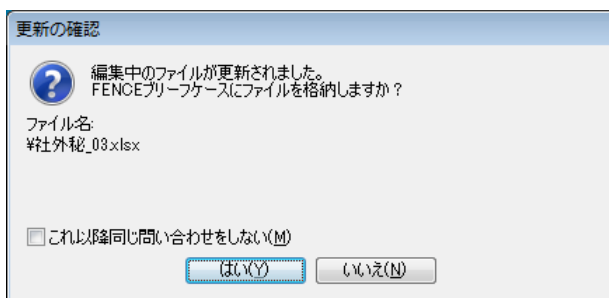 更新の確認
編集中のファイルが更新されました。
FENCEブリーフケースにファイルを格納しますか?
ファイル名:
¥社外秘_03.xlsx
これ以降同じ問い合わせをしない(M)
はい(Y)
いいえ(N)